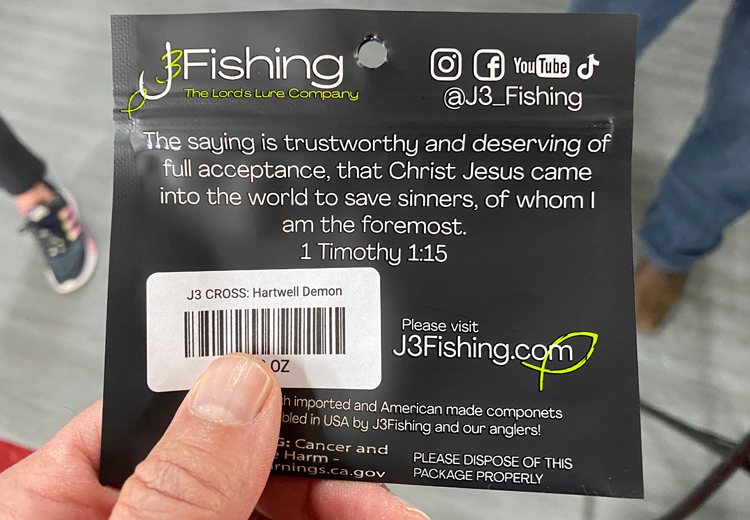 J3Fishing
The Lord's Lure Company
YouTube
@J3_Fishing
The saying is trustworthy and deserving of
full acceptance, that Christ Jesus came
into the world to save sinners, of whom I
am the foremost.
1 Timothy 1:15
J3 CROSS: Hartwell Demon
OZ
Please visit
J3Fishing.com
imported and American made componets
in USA by J3Fishing and our anglers!
Cancer and
Harm -
.ca.gov
PLEASE DISPOSE OF THIS
PACKAGE PROPERLY